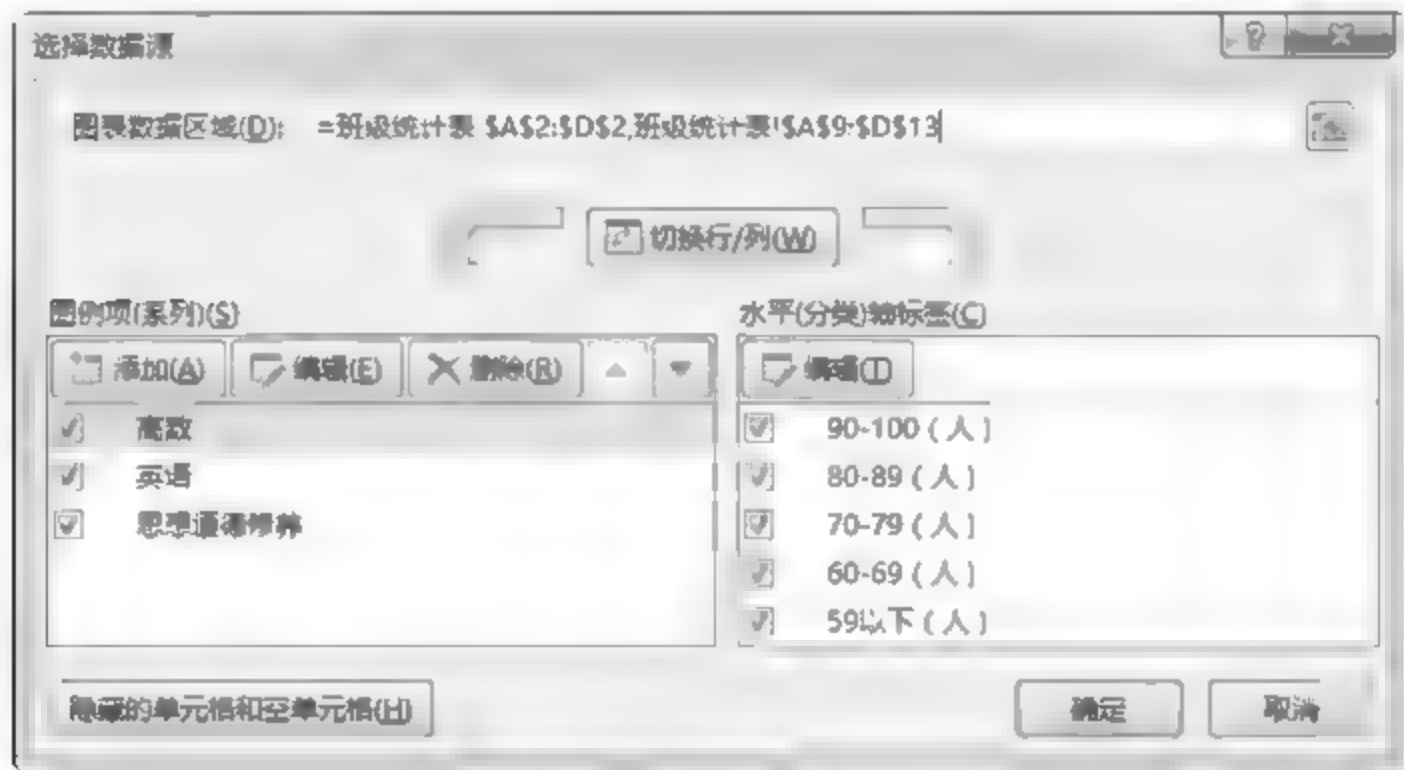 选择数据源
图表数据区域(D): =班级统计表!$A$2:$D$2,班级统计表!$A$9:$D$13
切换行/列(W)
图例项(系列)(S)
添加(A) 编辑(E) 删除(R)
高数
英语
思想道德修养
水平(分类)轴标签(C)
编辑(T)
90-100(人)
80-89(人)
70-79(人)
60-69(人)
59以下(人)
隐藏的单元格和空单元格(H)
确定 取消